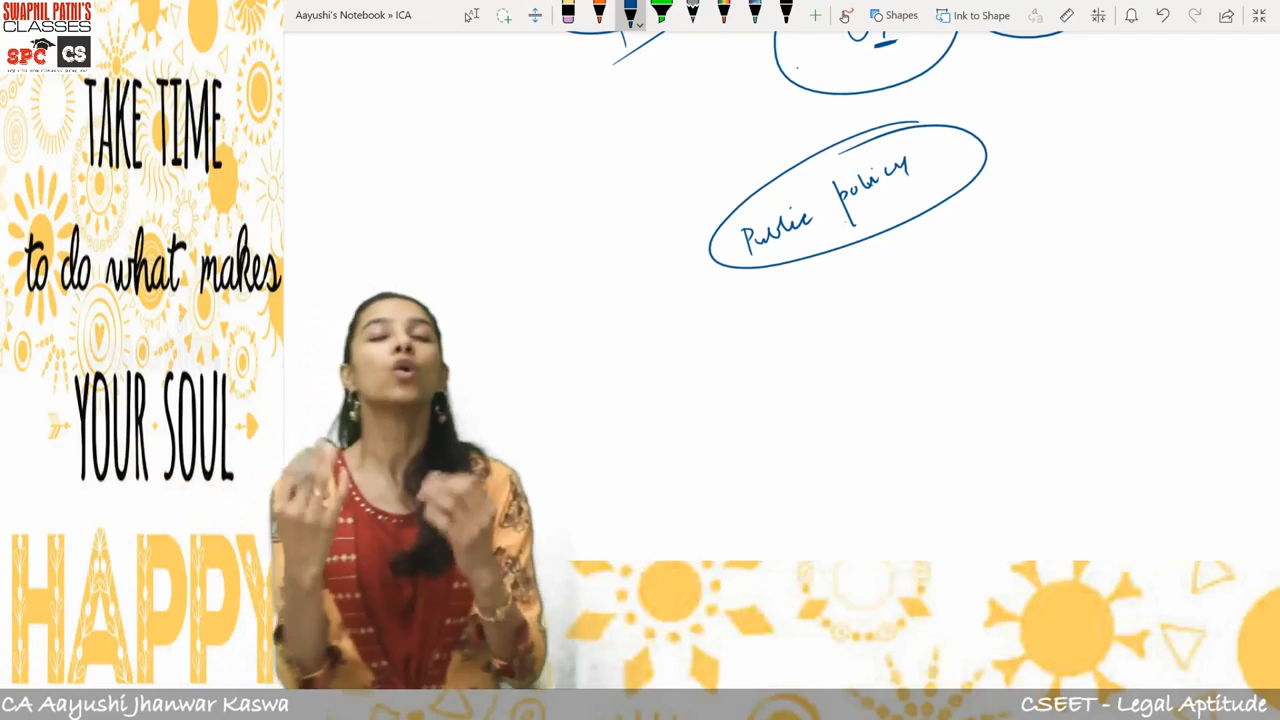 SWAPNIL PATNI'S
CLASSES
SPC CS
Aayushi's Notebook » ICA
Shapes
Ink to Shape
Public policy
TAKE TIME
to do what makes
YOUR SOUL
HAPPY
CA Aayushi Jhanwar Kaswa
CSEET - Legal Aptitude